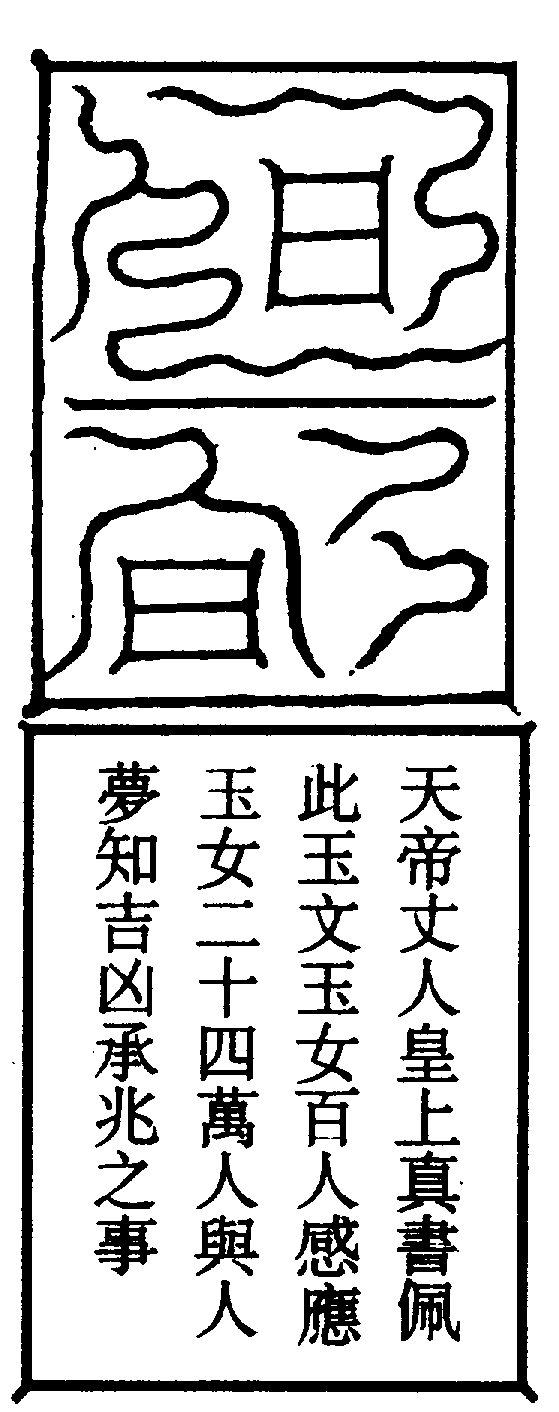 天帝丈人皇上真書佩
此玉文玉女百人感應
玉女二十四萬人與人
夢知吉凶承兆之事